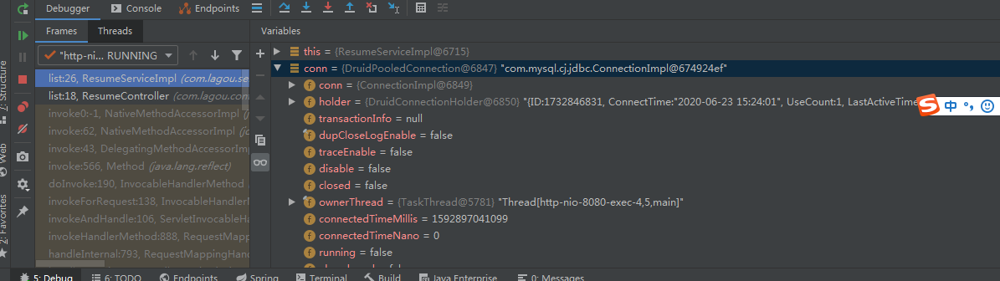 Debugger Console Endpoints
Frames Threads Variables
"http-ni... RUNNING
this = {ResumeServiceImpl@6715}
conn = {DruidPooledConnection@6847} "com.mysql.cj.jdbc.ConnectionImpl@674924ef"
list:26, ResumeServiceImpl (com.lagou.se
conn = {ConnectionImpl@6849}
list:18, ResumeController (com.lagou.con
holder = {DruidConnectionHolder@6850} "{ID:1732846831, ConnectTime:"2020-06-23 15:24:01", UseCount:1, LastActiveTime
S 中
invoke0:-1, NativeMethodAccessorImpl (
transactionInfo = null
invoke:62, NativeMethodAccessorImpl (jc
dupCloseLogEnable = false
invoke:43, DelegatingMethodAccessorImp
traceEnable = false
invoke:566, Method (java.lang.reflect)
disable = false
doInvoke:190, InvocableHandlerMethod
closed = false
invokeForRequest:138, InvocableHandlerM
ownerThread = {TaskThread@5781} "Thread[http-nio-8080-exec-4,5,main]"
invokeAndHandle:106, ServletInvocableH
connectedTimeMillis = 1592897041099
invokeHandlerMethod:888, RequestMapp
connectedTimeNano = 0
handleInternal:793, RequestMappingHan
running = false
7: Structure
Web
2: Favorites
5: Debug 6: TODO Endpoints Spring Terminal Build Java Enterprise 0: Messages